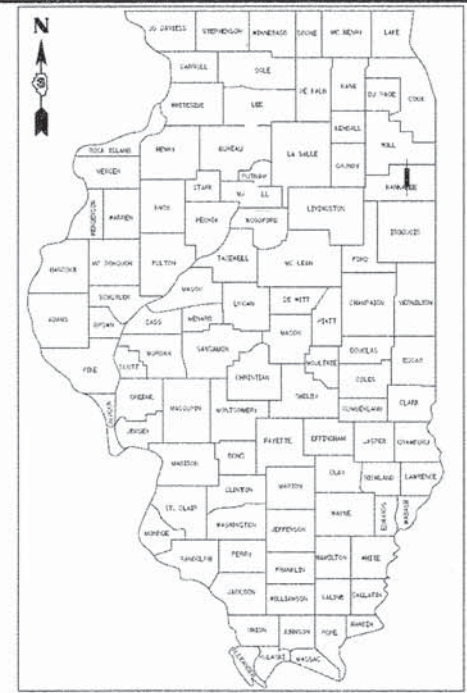 N
JO DAVIESS STEPHENSON WINNEBAGO BOONE MC HENRY LAKE
CARROLL OGLE
DE KALB KANE DU PAGE COOK
WHITESIDE LEE
KENDALL WILL
ROCK ISLAND HENRY BUREAU LA SALLE GRUNDY
MERCER PUTNAM KANKAKEE
STARK LL
HENDERSON WARREN KNOX PEORIA WOODFORD LIVINGSTON IROQUOIS
HANCOCK MC DONOUGH FULTON TAZEWELL MC LEAN FORD
MASON
SCHUYLER LOGAN DE WITT CHAMPAIGN VERMILION
ADAMS CASS MENARD PIATT
MACON
PIKE MORGAN SANGAMON DOUGLAS EDGAR
SCOTT CHRISTIAN MOULTRIE COLES
GREENE SHELBY CUMBERLAND CLARK
MACOUPIN MONTGOMERY
JERSEY FAYETTE EFFINGHAM JASPER CRAWFORD
BOND
MADISON CLAY
MARION RICHLAND LAWRENCE
CLINTON
ST. CLAIR WAYNE EDWARDS WABASH
WASHINGTON JEFFERSON
MONROE
RANDOLPH PERRY HAMILTON WHITE
FRANKLIN
JACKSON WILLIAMSON SALINE GALLATIN
UNION JOHNSON POPE HARDIN
ALEXANDER PULASKI MASSAC